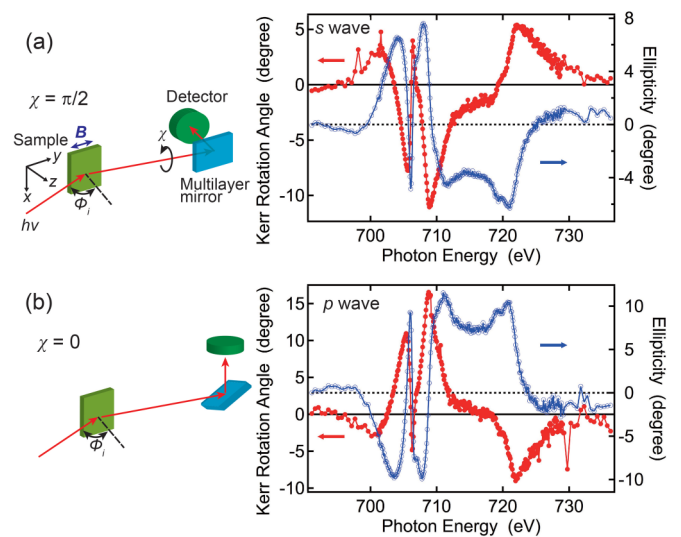 (a)
χ = π/2
Detector
Sample
B
χ
y
z
x
Φi
hν
Multilayer
mirror
s wave
Kerr Rotation Angle (degree)
5
0
-5
-10
700
710
720
730
Photon Energy (eV)
8
4
0
-4
Ellipticity (degree)
(b)
χ = 0
Φi
p wave
Kerr Rotation Angle (degree)
15
10
5
0
-5
-10
700
710
720
730
Photon Energy (eV)
10
5
0
-5
-10
Ellipticity (degree)